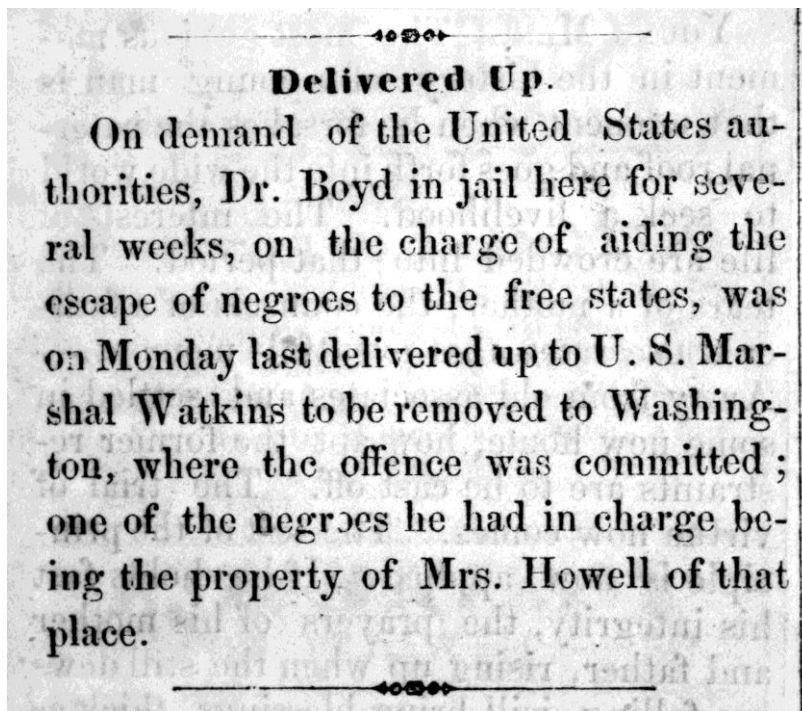 Delivered Up.
On demand of the United States au-
thorities, Dr. Boyd in jail here for seve-
ral weeks, on the charge of aiding the
escape of negroes to the free states, was
on Monday last delivered up to U. S. Mar-
shal Watkins to be removed to Washing-
ton, where the offence was committed ;
one of the negroes he had in charge be-
ing the property of Mrs. Howell of that
place.